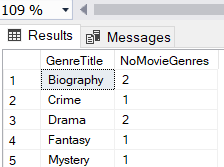 109 %
Results Messages
GenreTitle NoMovieGenres
1 Biography 2
2 Crime 1
3 Drama 2
4 Fantasy 1
5 Mystery 1